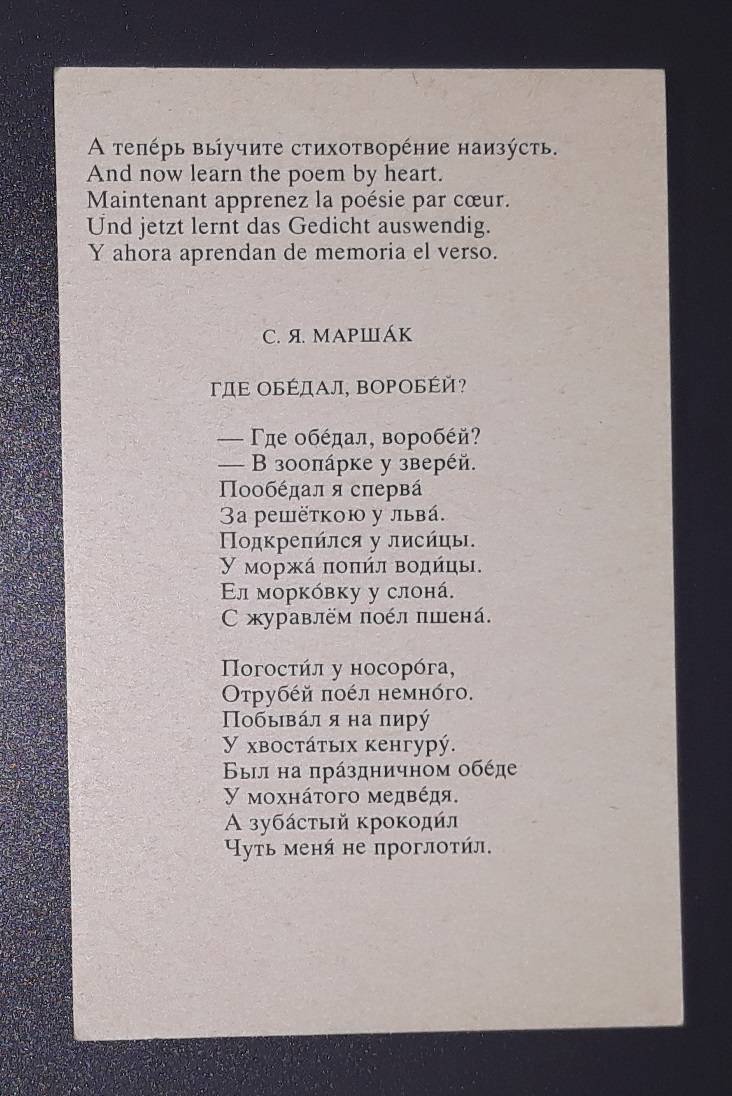 А тепе́рь вы́учите стихотворе́ние наизу́сть.
And now learn the poem by heart.
Maintenant apprenez la poésie par cœur.
Und jetzt lernt das Gedicht auswendig.
Y ahora aprendan de memoria el verso.
С. Я. МАРША́К
ГДЕ ОБЕ́ДАЛ, ВОРОБЕ́Й?
— Где обе́дал, воробе́й?
— В зоопа́рке у звере́й.
Пообе́дал я сперва́
За решёткою у льва́.
Подкрепи́лся у лиси́цы.
У моржа́ попи́л води́цы.
Ел морко́вку у слона́.
С журавлём пое́л пшена́.
Погости́л у носоро́га,
Отрубе́й пое́л немно́го.
Побыва́л я на пиру́
У хвоста́тых кенгуру́.
Был на пра́здничном обе́де
У мохна́того медве́дя.
А зуба́стый крокоди́л
Чуть меня́ не проглоти́л.